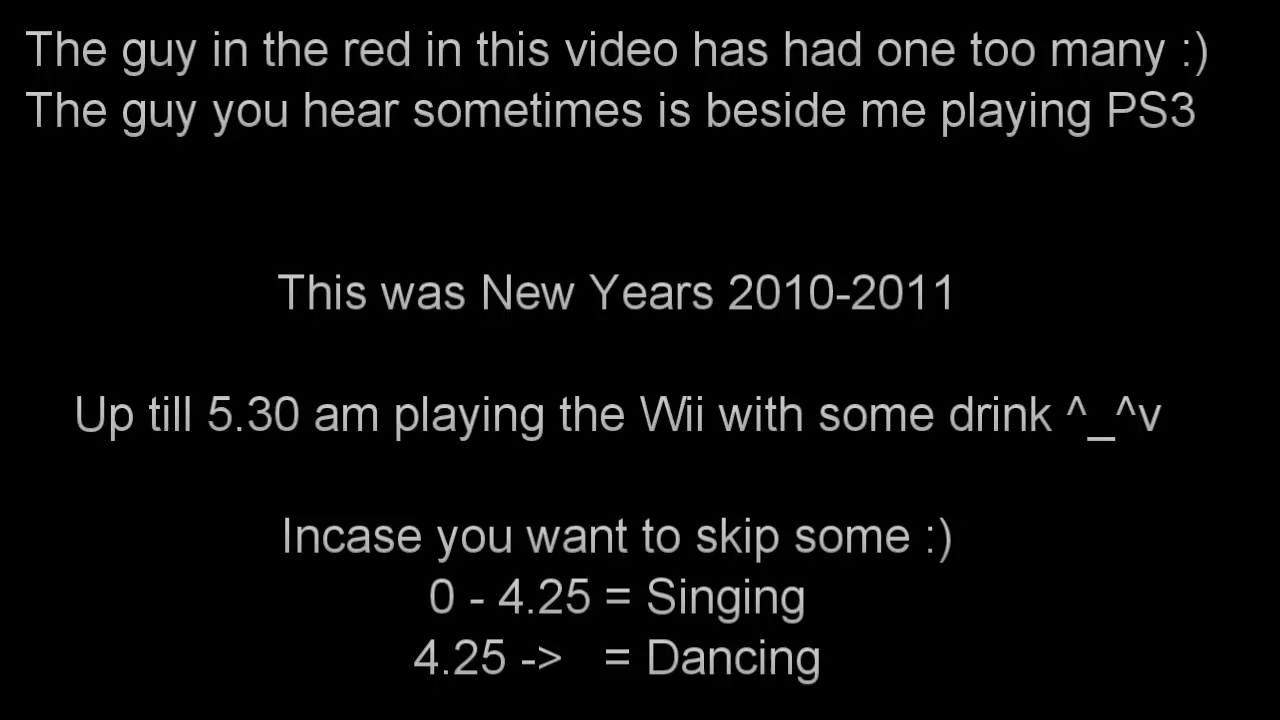 The guy in the red in this video has had one too many :)
The guy you hear sometimes is beside me playing PS3
This was New Years 2010-2011
Up till 5.30 am playing the Wii with some drink ^_^v
Incase you want to skip some :)
0 - 4.25 = Singing
4.25 -> = Dancing